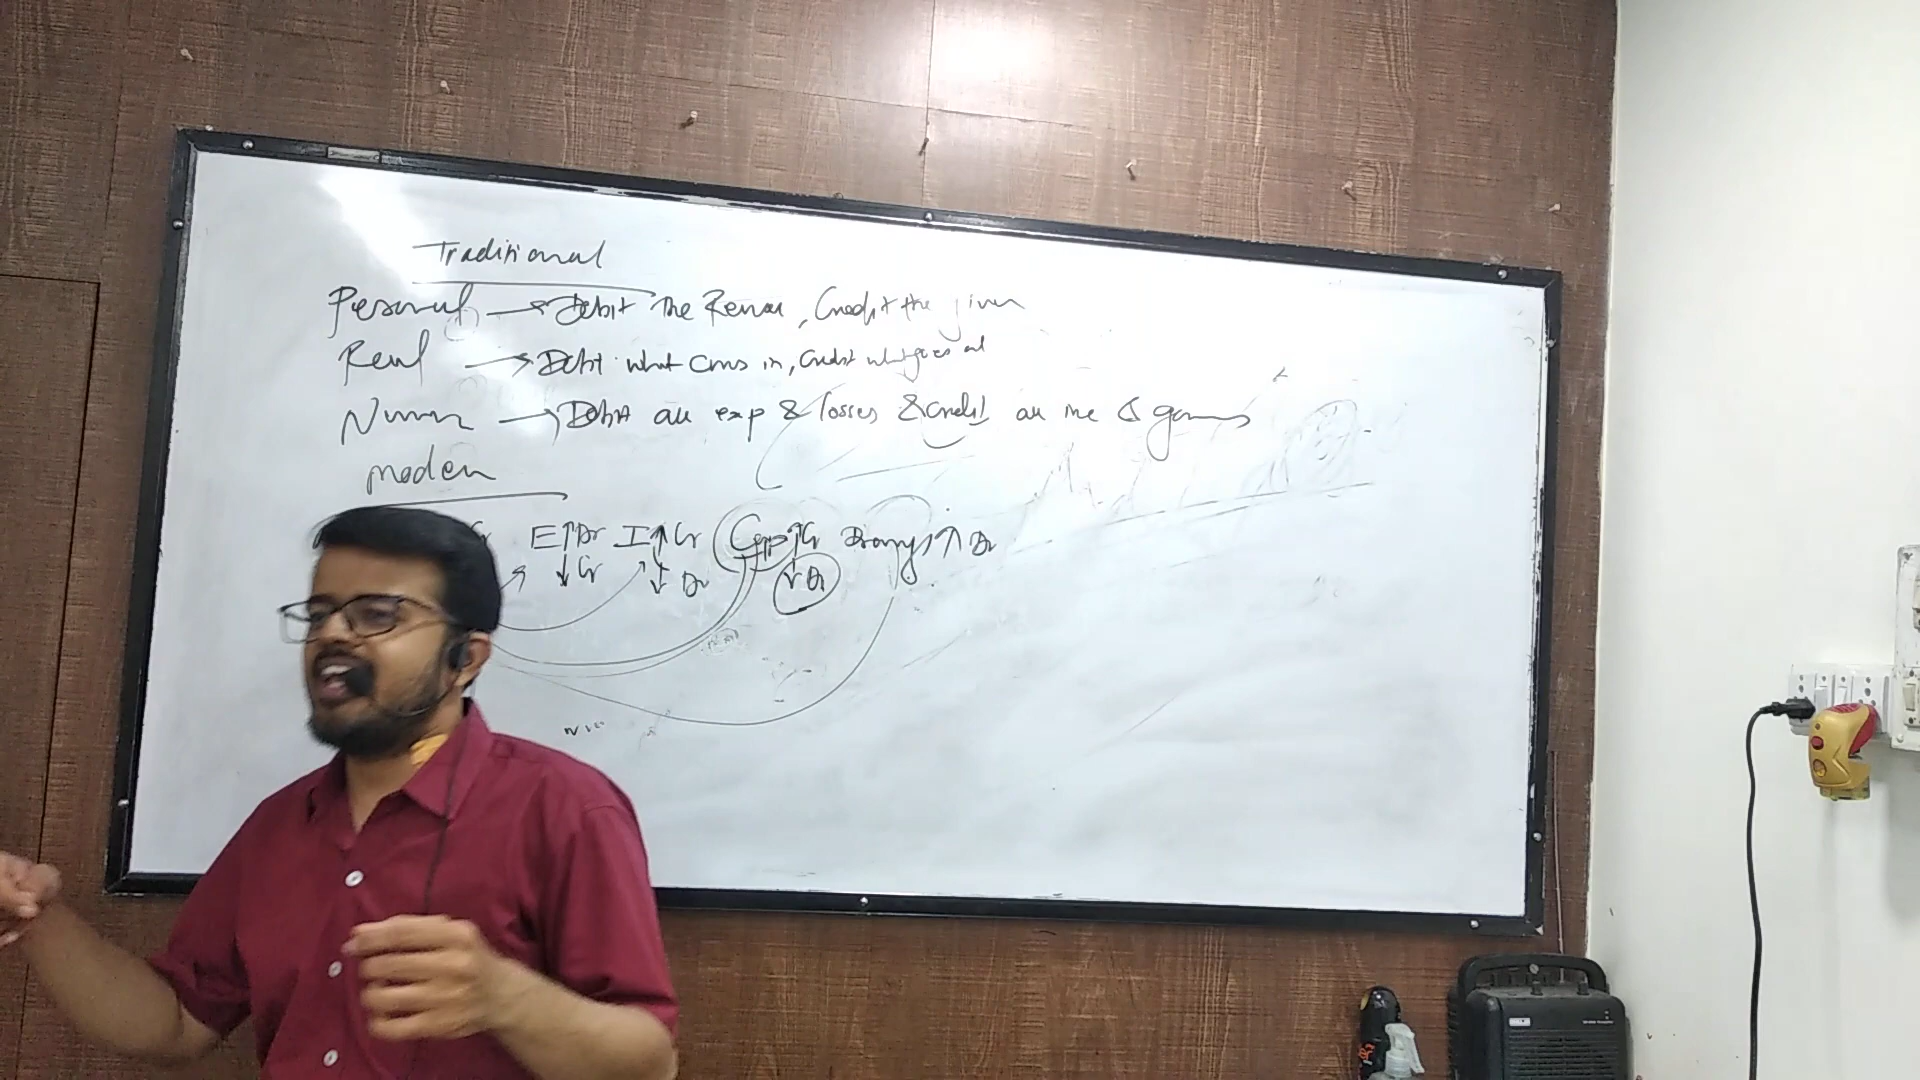 Traditional
Personal → Debit the Receiver, Credit the giver
Real → Debit what comes in, Credit what goes out
Nominal → Debit all exp & losses & credit all inc & gains
modern
Cr E↑Dr I↑Cr Cap↑Cr Drawings↑Dr
↓Cr ↓Dr ↓Dr